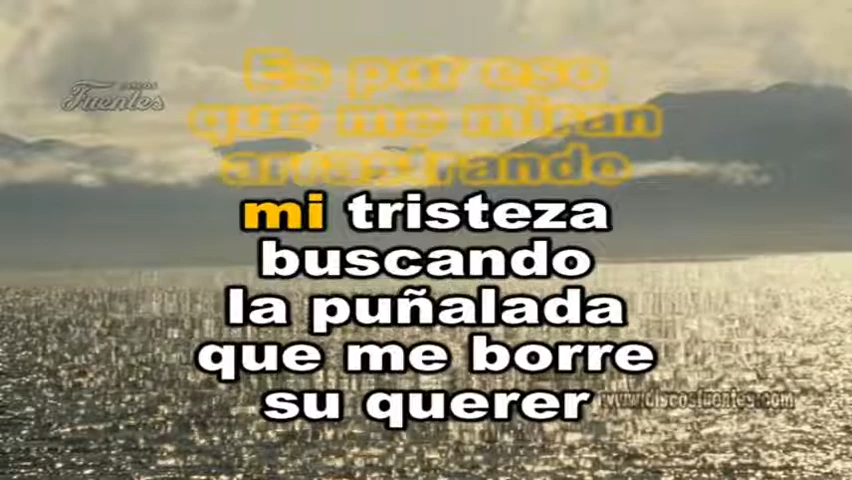 DISCOS
Fuentes
Es por eso
que me miran
arrastrando
mi tristeza
buscando
la puñalada
que me borre
su querer
www.discosfuentes.com